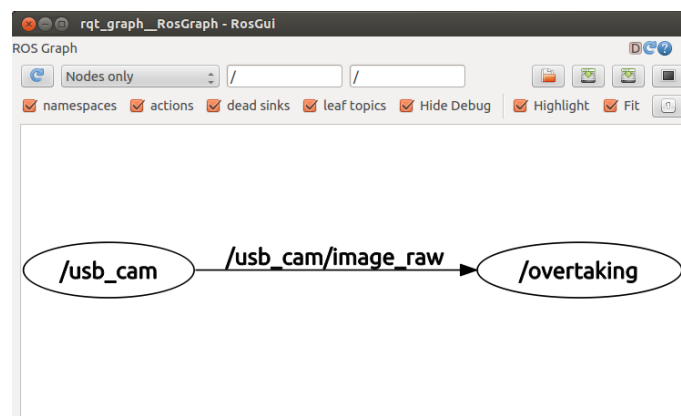 rqt_graph__RosGraph - RosGui
ROS Graph
D
Nodes only / /
namespaces actions dead sinks leaf topics Hide Debug Highlight Fit
/usb_cam /usb_cam/image_raw /overtaking